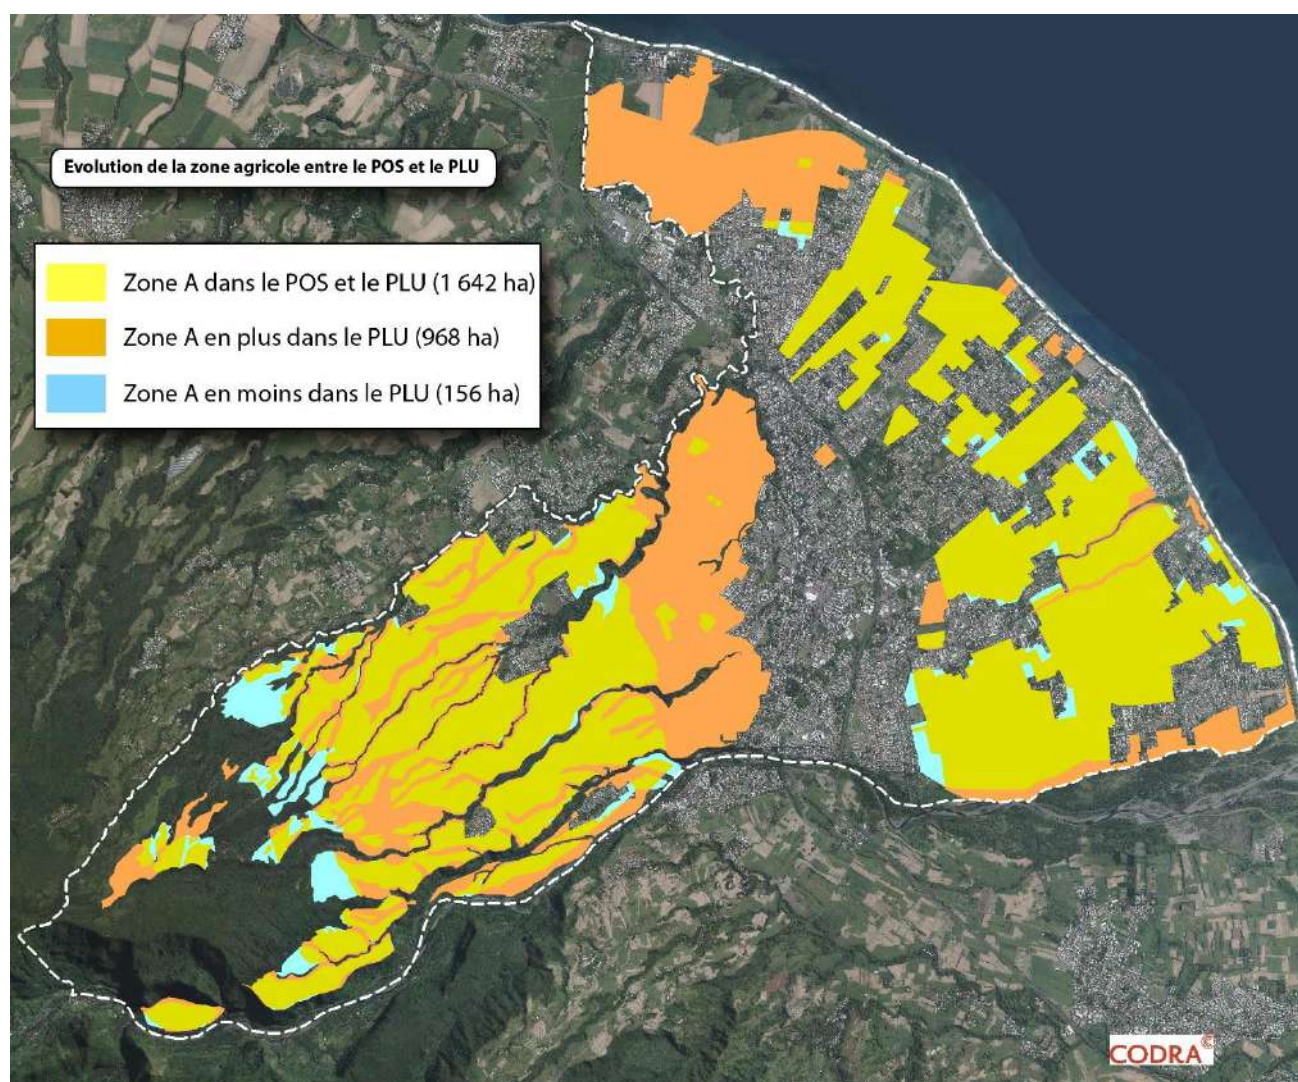 Evolution de la zone agricole entre le POS et le PLU
Zone A dans le POS et le PLU (1 642 ha)
Zone A en plus dans le PLU (968 ha)
Zone A en moins dans le PLU (156 ha)
CODRA©